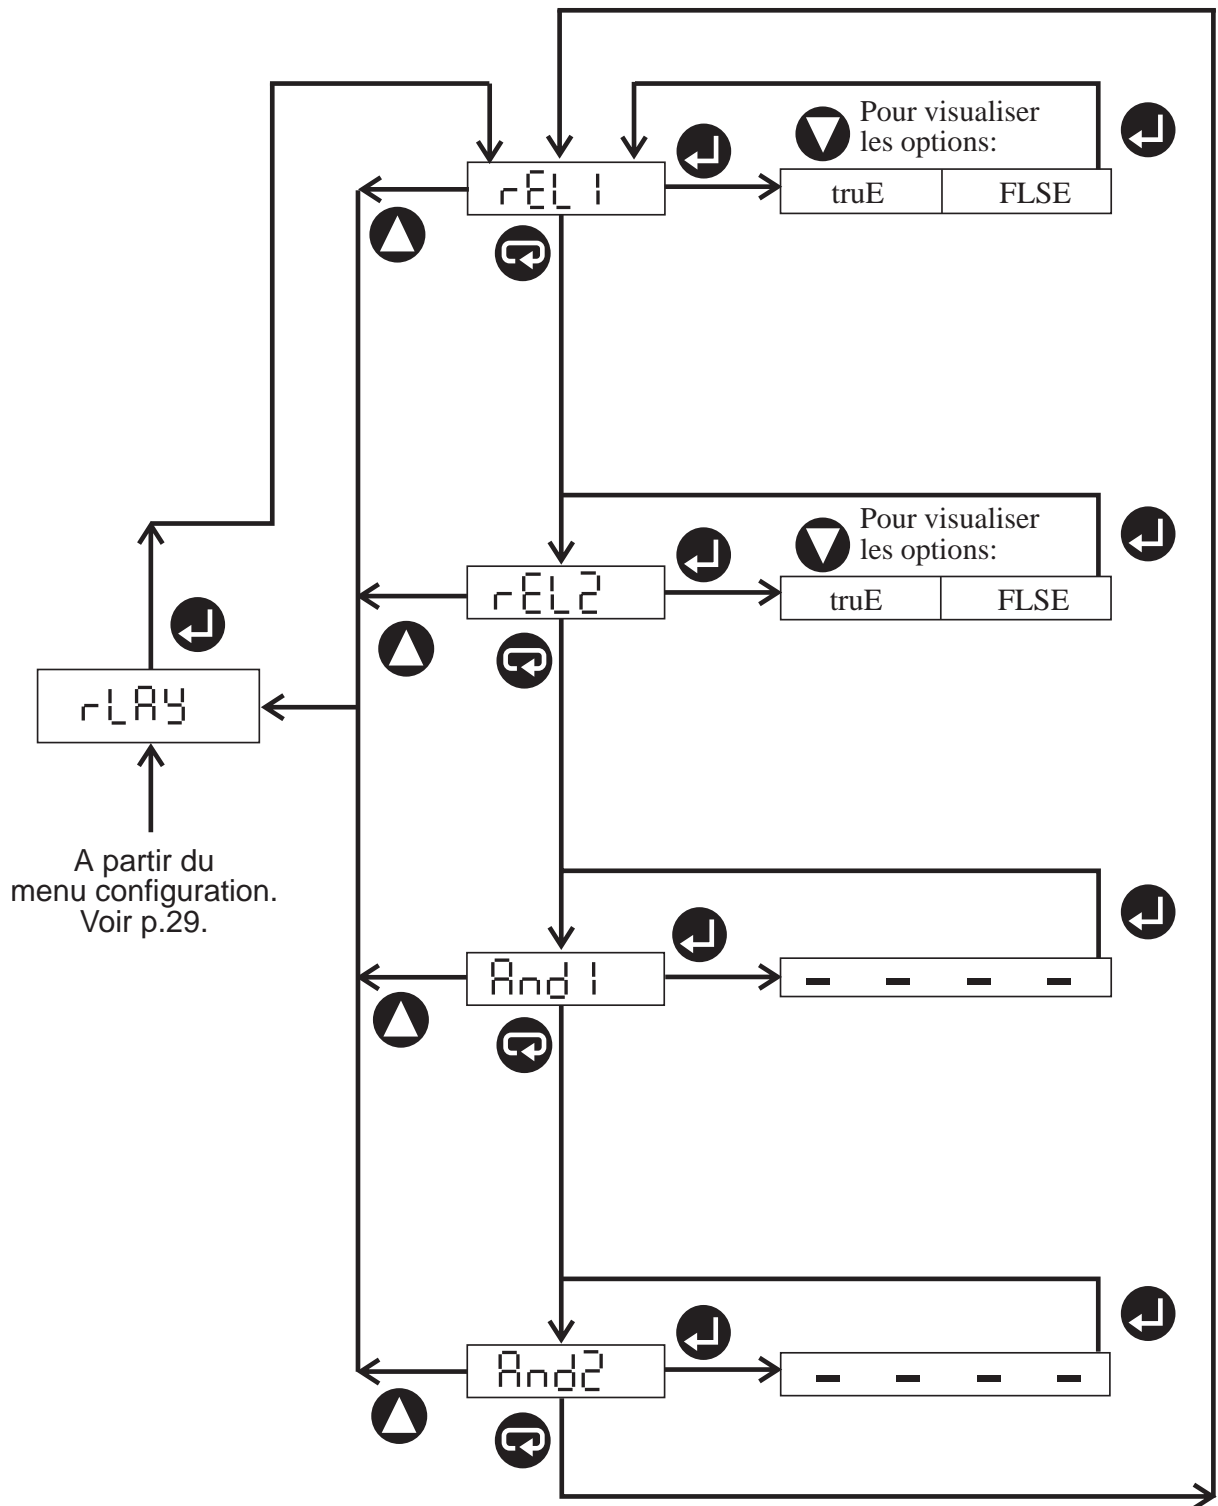 Pour visualiser
les options:
rEL1
truE FLSE
Pour visualiser
les options:
rEL2
truE FLSE
rLAY
A partir du
menu configuration.
Voir p.29.
And1
– – – –
And2
– – – –